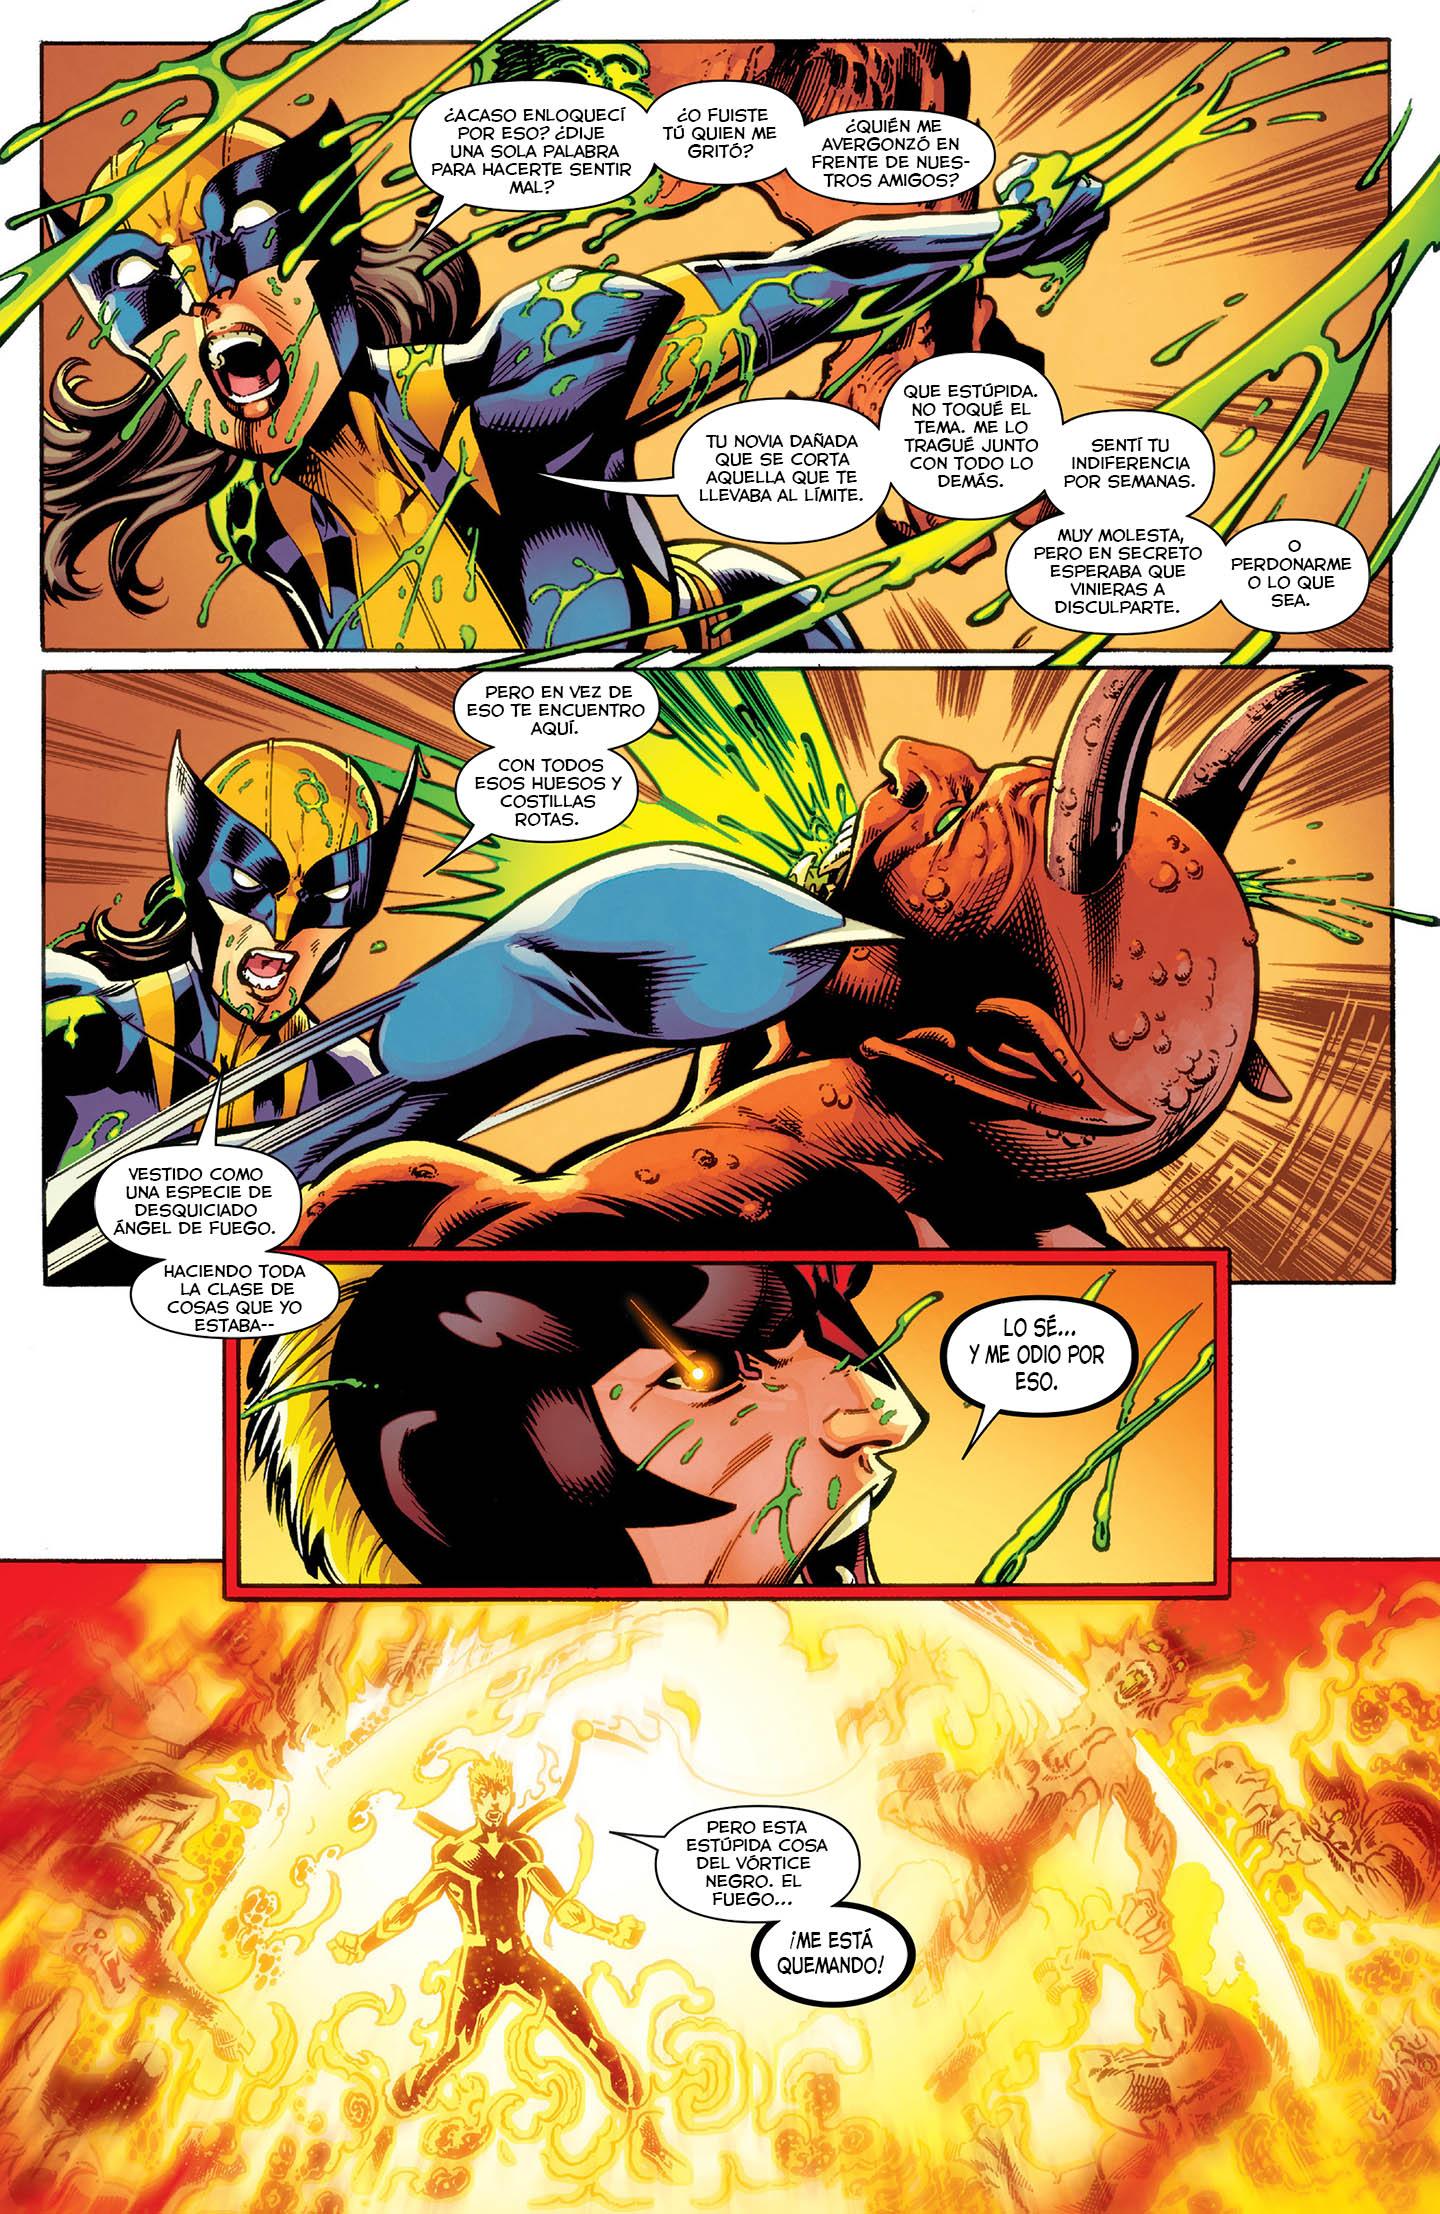 ¿ACASO ENLOQUECÍ
POR ESO? ¿DIJE
UNA SOLA PALABRA
PARA HACERTE SENTIR
MAL?
¿O FUISTE
TÚ QUIEN ME
GRITÓ?
¿QUIÉN ME
AVERGONZÓ EN
FRENTE DE NUES-
TROS AMIGOS?
TU NOVIA DAÑADA
QUE SE CORTA
AQUELLA QUE TE
LLEVABA AL LÍMITE.
QUE ESTÚPIDA.
NO TOQUÉ EL
TEMA. ME LO
TRAGUÉ JUNTO
CON TODO LO
DEMÁS.
SENTÍ TU
INDIFERENCIA
POR SEMANAS.
MUY MOLESTA,
PERO EN SECRETO
ESPERABA QUE
VINIERAS A
DISCULPARTE.
O
PERDONARME
O LO QUE
SEA.
PERO EN VEZ DE
ESO TE ENCUENTRO
AQUÍ.
CON TODOS
ESOS HUESOS Y
COSTILLAS
ROTAS.
VESTIDO COMO
UNA ESPECIE DE
DESQUICIADO
ÁNGEL DE FUEGO.
HACIENDO TODA
LA CLASE DE
COSAS QUE YO
ESTABA--
LO SÉ...
Y ME ODIO POR
ESO.
PERO ESTA
ESTÚPIDA COSA
DEL VÓRTICE
NEGRO. EL
FUEGO...
¡ME ESTÁ
QUEMANDO!